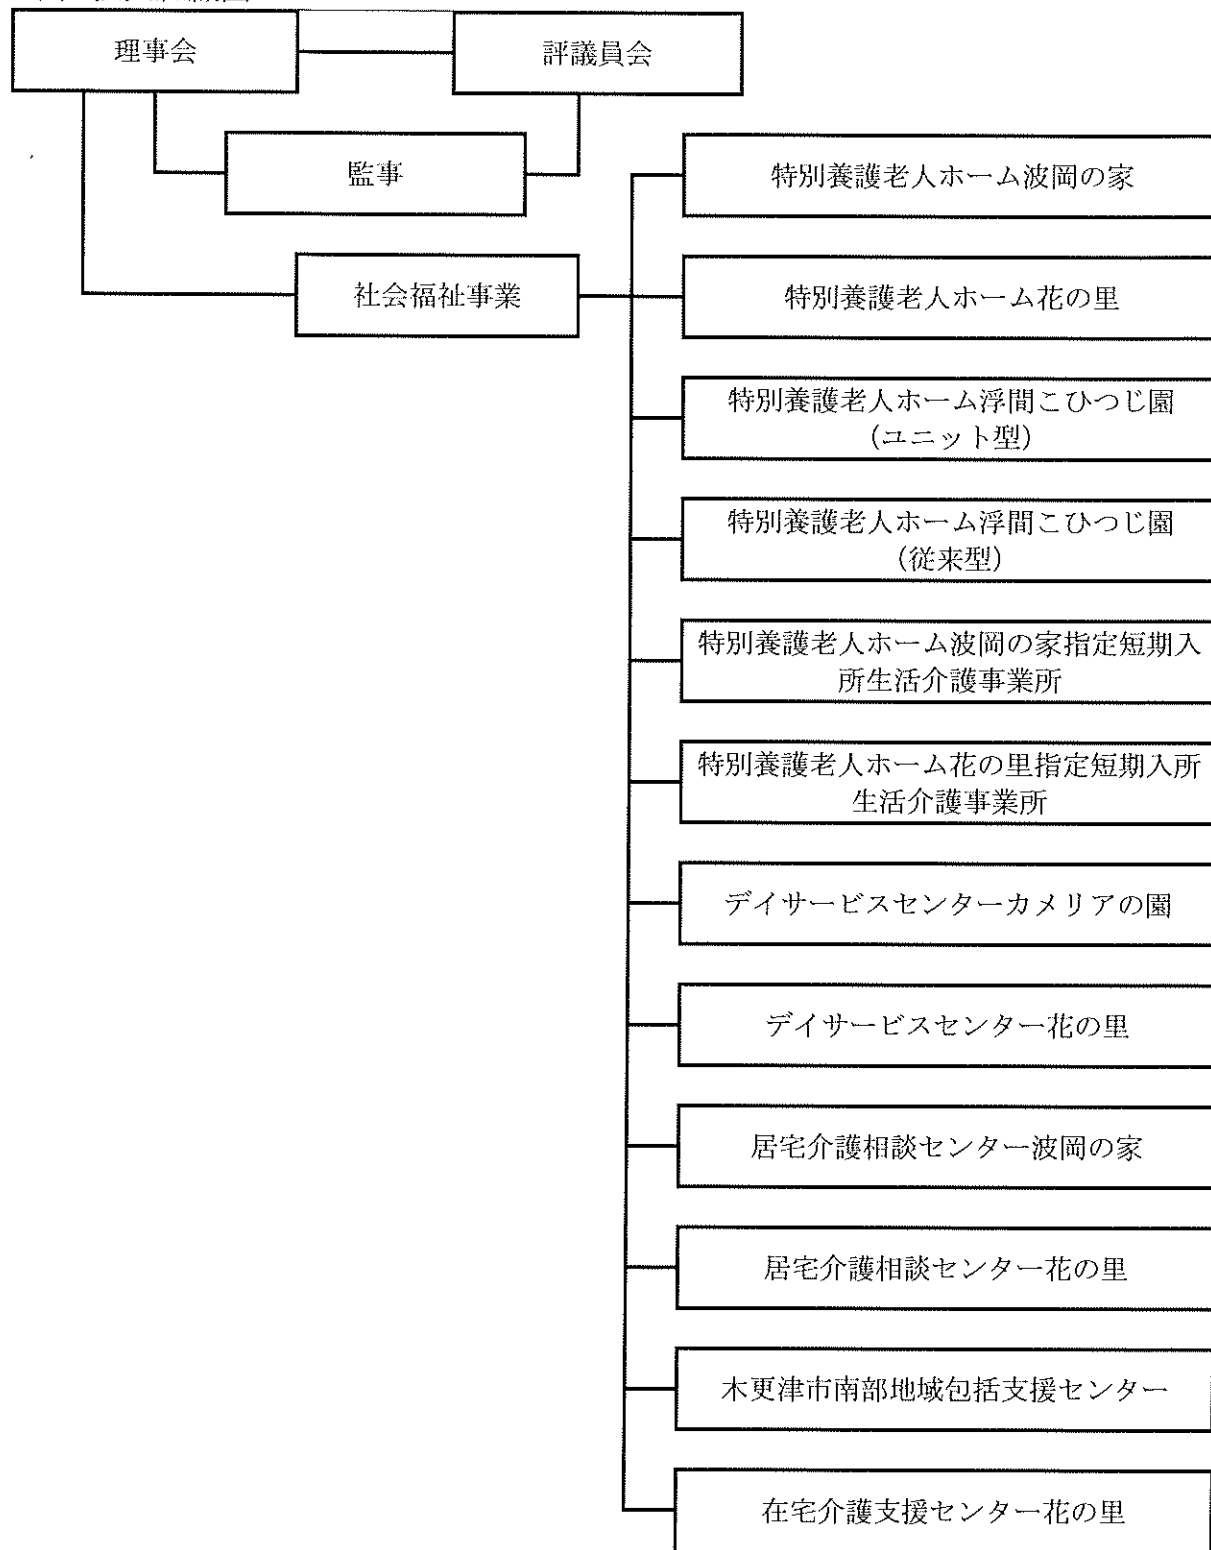 理事会
評議員会
監事
社会福祉事業
特別養護老人ホーム波岡の家
特別養護老人ホーム花の里
特別養護老人ホーム浮間こひつじ園
（ユニット型）
特別養護老人ホーム浮間こひつじ園
（従来型）
特別養護老人ホーム波岡の家指定短期入
所生活介護事業所
特別養護老人ホーム花の里指定短期入所
生活介護事業所
デイサービスセンターカメリアの園
デイサービスセンター花の里
居宅介護相談センター波岡の家
居宅介護相談センター花の里
木更津市南部地域包括支援センター
在宅介護支援センター花の里